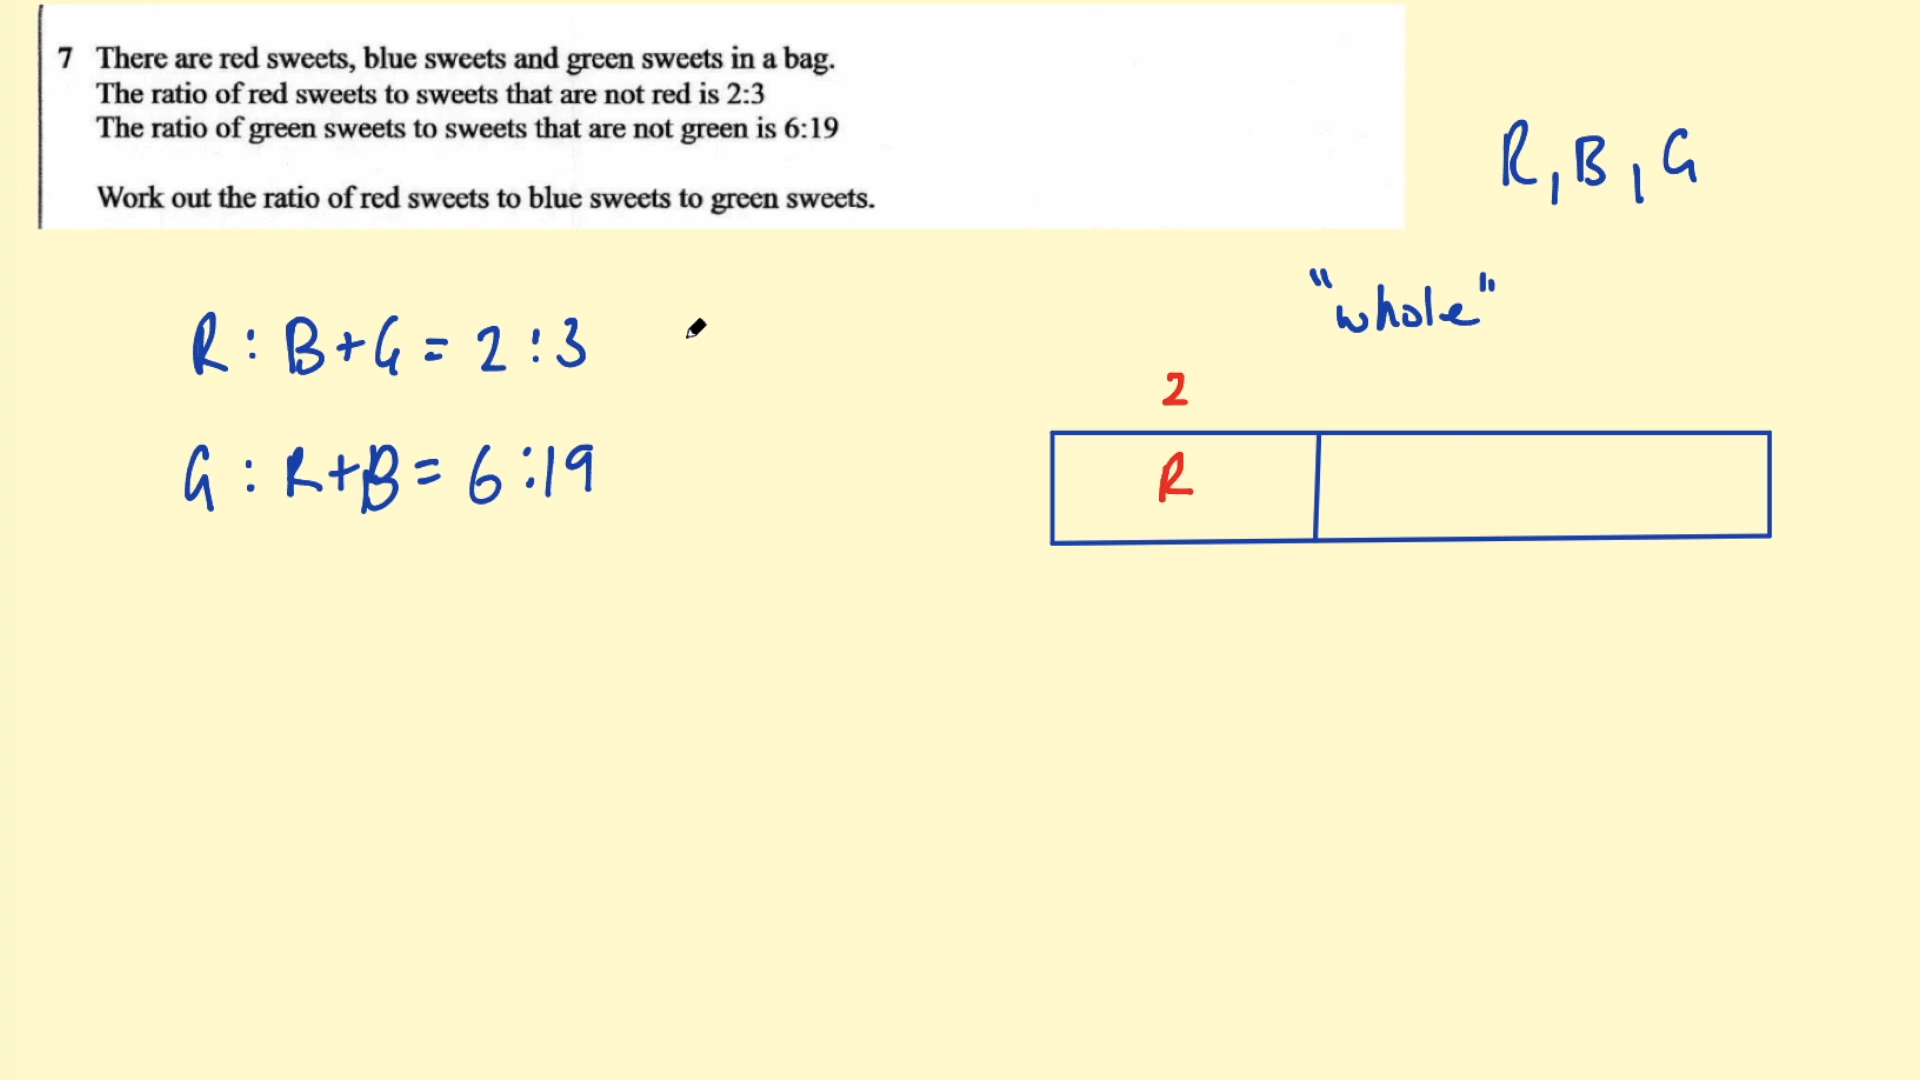 7 There are red sweets, blue sweets and green sweets in a bag.
The ratio of red sweets to sweets that are not red is 2:3
The ratio of green sweets to sweets that are not green is 6:19
Work out the ratio of red sweets to blue sweets to green sweets.
R, B, G
"whole"
R : B+G = 2 : 3
2
G : R+B = 6 : 19
R